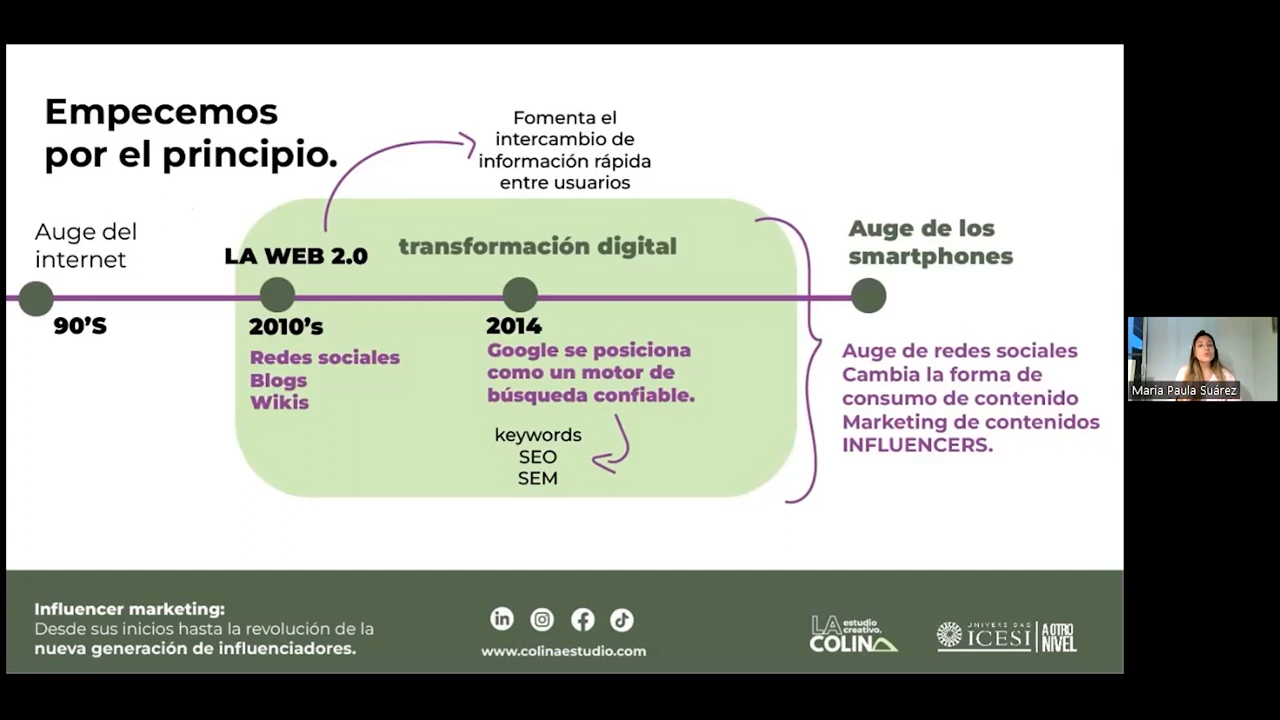 Empecemos
por el principio.
Fomenta el
intercambio de
información rápida
entre usuarios
Auge del
internet
LA WEB 2.0
transformación digital
Auge de los
smartphones
90'S
2010's
Redes sociales
Blogs
Wikis
2014
Google se posiciona
como un motor de
búsqueda confiable.
keywords
SEO
SEM
Auge de redes sociales
Cambia la forma de
consumo de contenido
Marketing de contenidos
INFLUENCERS.
Maria Paula Suárez
Influencer marketing:
Desde sus inicios hasta la revolución de la
nueva generación de influenciadores.
in
www.colinaestudio.com
LA estudio
creativo.
COLINA
UNIVERSIDAD
ICESI
A OTRO
NIVEL